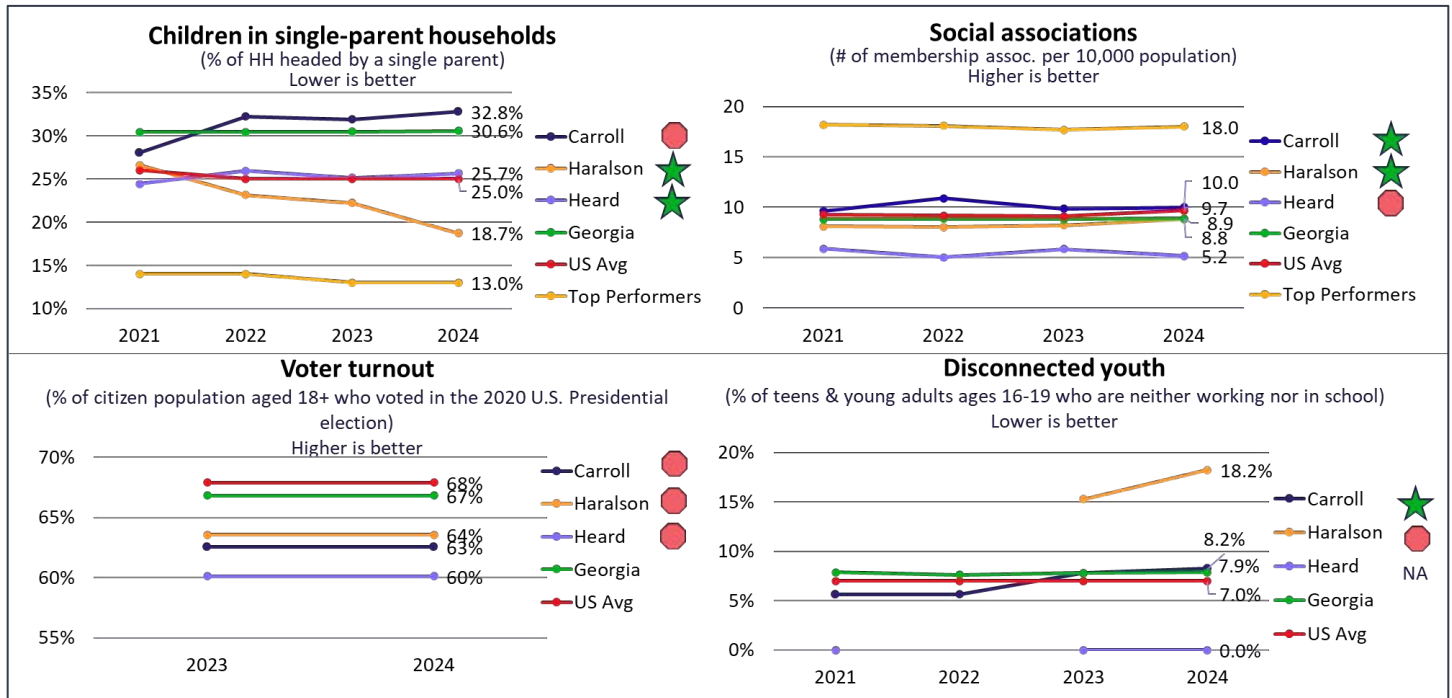 Children in single-parent households
(% of HH headed by a single parent)
Lower is better
35%
30%
25%
20%
15%
10%
2021
2022
2023
2024
32.8%
30.6%
25.7%
25.0%
18.7%
13.0%
Carroll
Haralson
Heard
Georgia
US Avg
Top Performers
Social associations
(# of membership assoc. per 10,000 population)
Higher is better
20
15
10
5
0
2021
2022
2023
2024
18.0
10.0
9.7
8.9
8.8
5.2
Carroll
Haralson
Heard
Georgia
US Avg
Top Performers
Voter turnout
(% of citizen population aged 18+ who voted in the 2020 U.S. Presidential
election)
Higher is better
70%
65%
60%
55%
2023
2024
68%
67%
64%
63%
60%
Carroll
Haralson
Heard
Georgia
US Avg
Disconnected youth
(% of teens & young adults ages 16-19 who are neither working nor in school)
Lower is better
20%
15%
10%
5%
0%
2021
2022
2023
2024
18.2%
8.2%
7.9%
7.0%
0.0%
Carroll
Haralson
Heard
NA
Georgia
US Avg